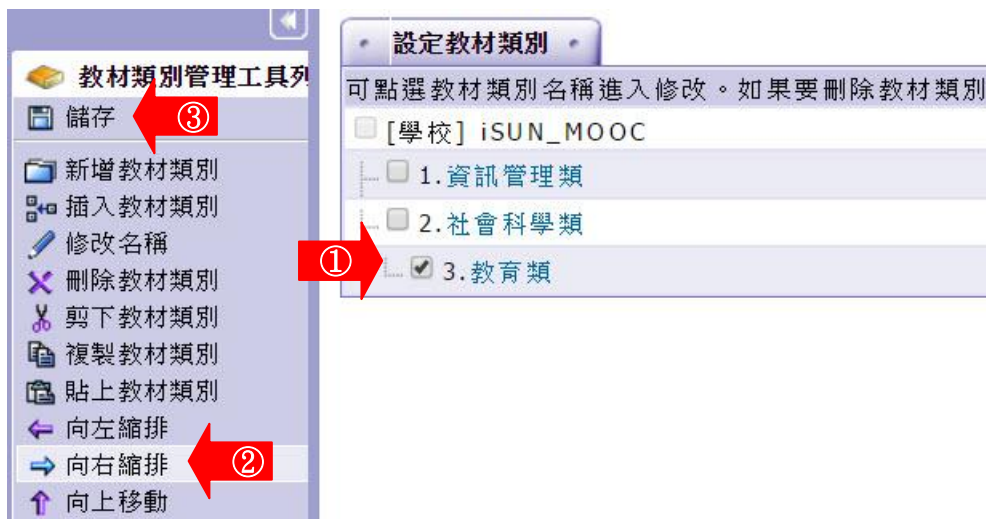 教材類別管理工具列
儲存
③
新增教材類別
插入教材類別
修改名稱
刪除教材類別
剪下教材類別
複製教材類別
貼上教材類別
向左縮排
向右縮排
②
向上移動
設定教材類別
可點選教材類別名稱進入修改。如果要刪除教材類別
[學校] iSUN_MOOC
1.資訊管理類
2.社會科學類
①
3.教育類